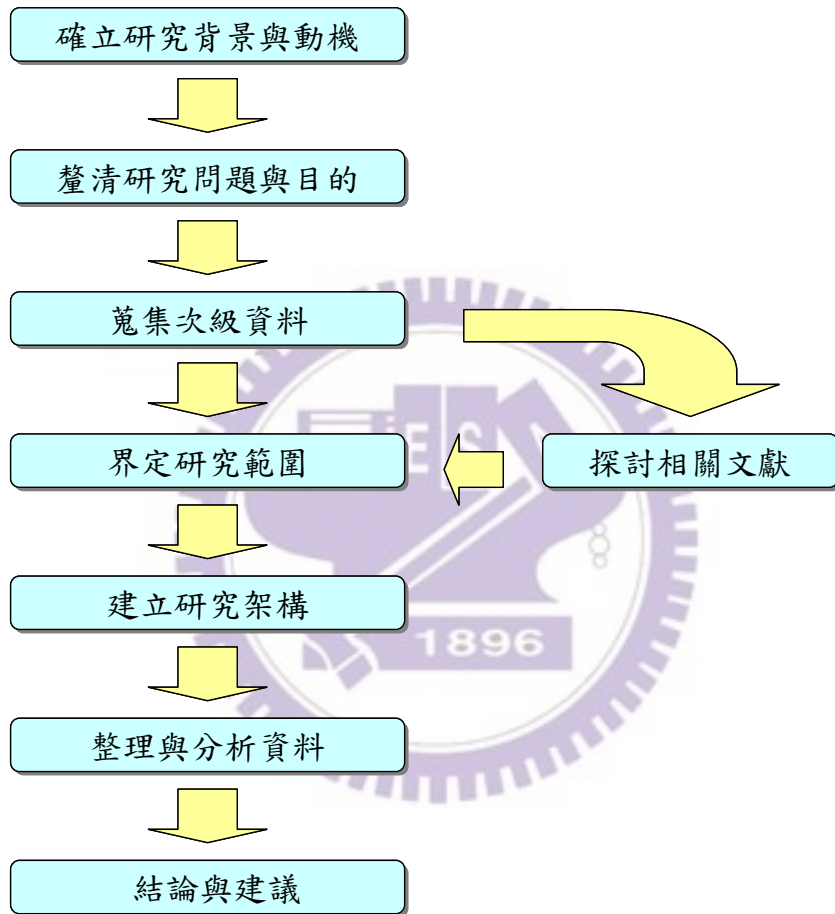 確立研究背景與動機
釐清研究問題與目的
蒐集次級資料
界定研究範圍
探討相關文獻
建立研究架構
整理與分析資料
結論與建議
E S
1896